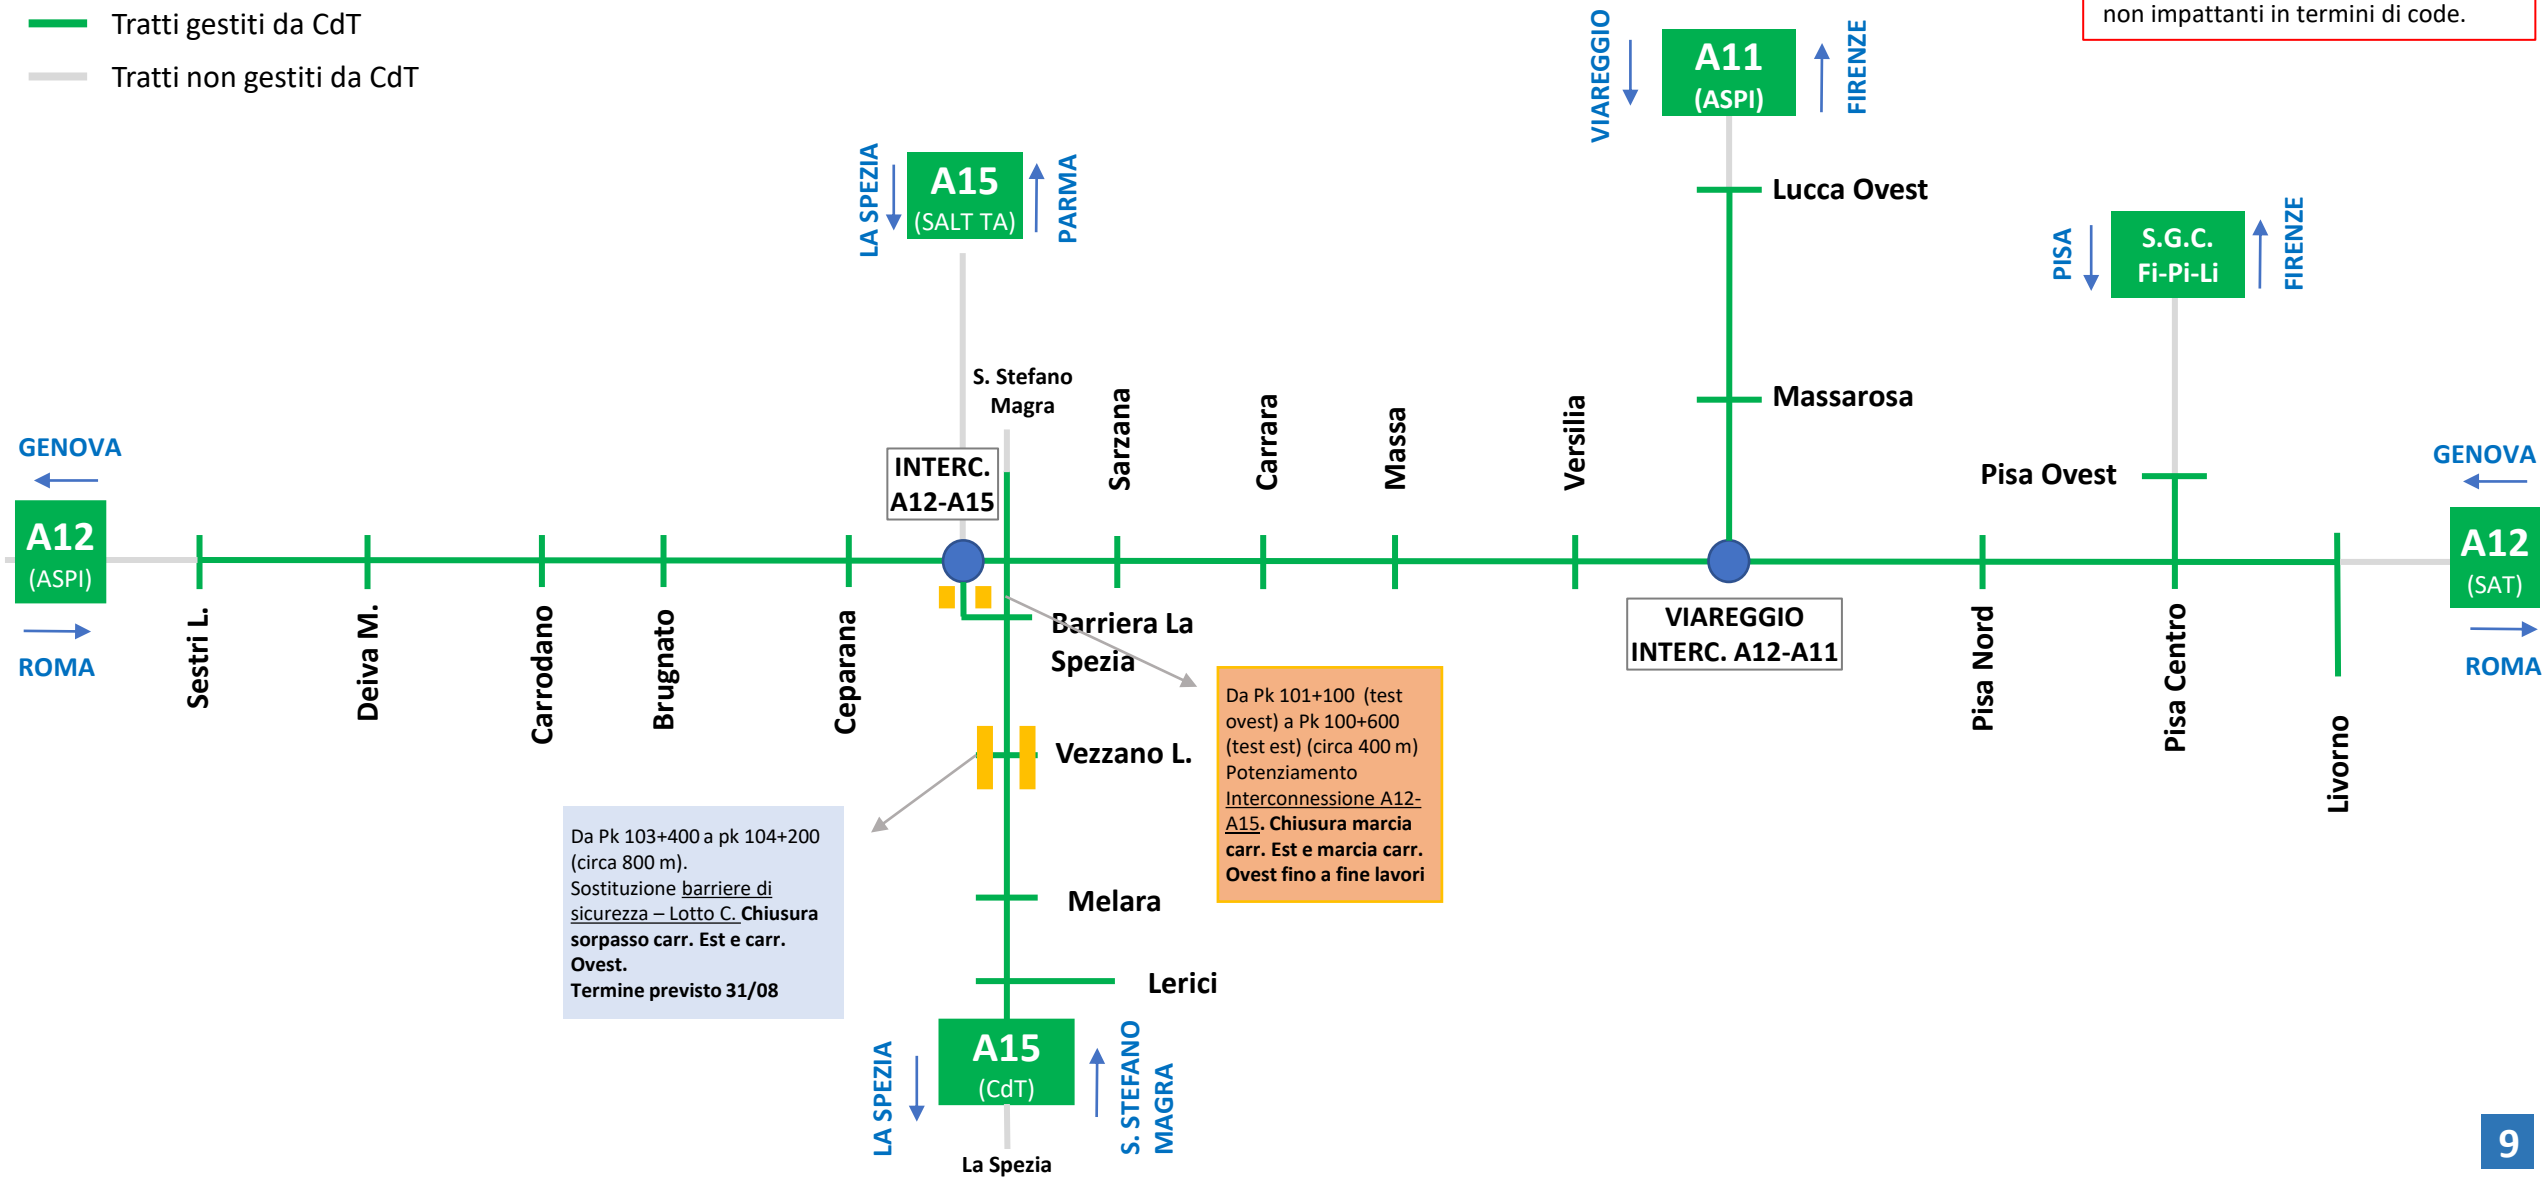 Tratti gestiti da CdT
Tratti non gestiti da CdT
non impattanti in termini di code.
VIAREGGIO
A11
(ASPI)
FIRENZE
LA SPEZIA
A15
(SALT TA)
PARMA
Lucca Ovest
PISA
S.G.C.
Fi-Pi-Li
FIRENZE
S. Stefano
Magra
Massarosa
GENOVA
INTERC.
A12-A15
Sarzana
Carrara
Massa
Versilia
Pisa Ovest
GENOVA
A12
(ASPI)
A12
(SAT)
ROMA
ROMA
Sestri L.
Deiva M.
Carrodano
Brugnato
Ceparana
Barriera La
Spezia
VIAREGGIO
INTERC. A12-A11
Pisa Nord
Pisa Centro
Livorno
Vezzano L.
Da Pk 101+100 (test
ovest) a Pk 100+600
(test est) (circa 400 m)
Potenziamento
Interconnessione A12-
A15. Chiusura marcia
carr. Est e marcia carr.
Ovest fino a fine lavori
Da Pk 103+400 a pk 104+200
(circa 800 m).
Sostituzione barriere di
sicurezza – Lotto C. Chiusura
sorpasso carr. Est e carr.
Ovest.
Termine previsto 31/08
Melara
Lerici
LA SPEZIA
A15
(CdT)
S. STEFANO
MAGRA
La Spezia
9